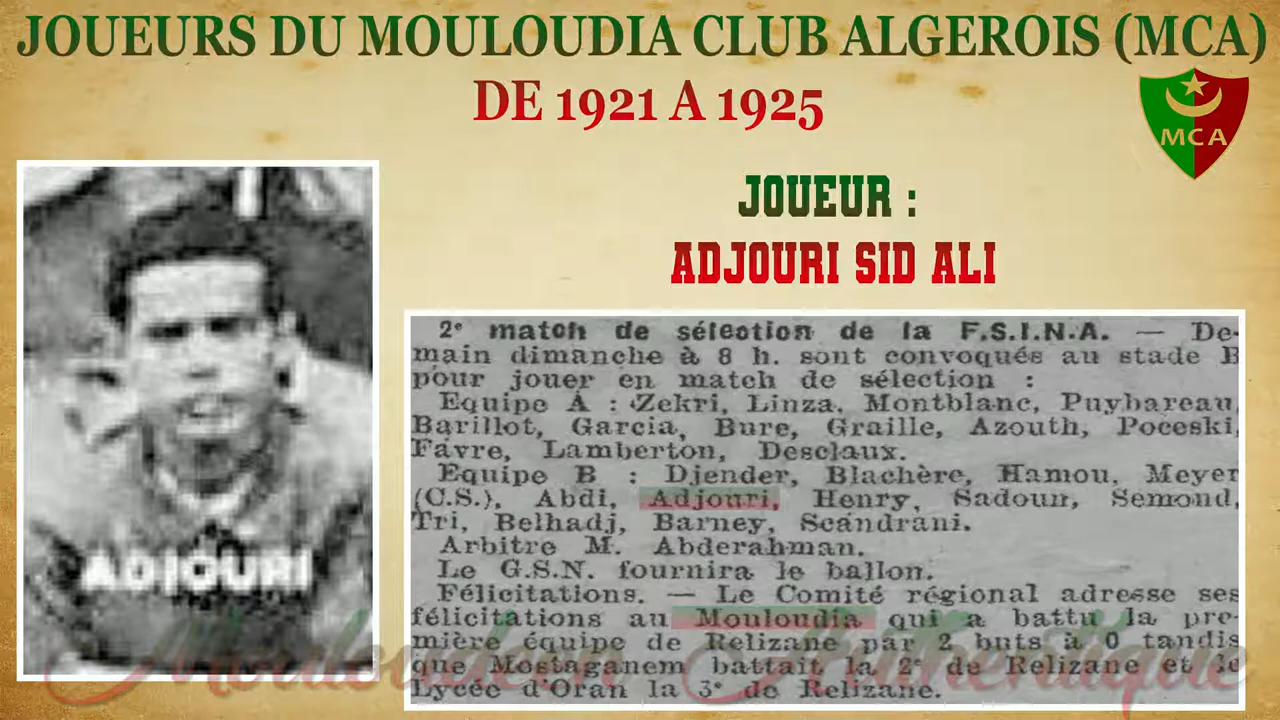 JOUEURS DU MOULOUDIA CLUB ALGEROIS (MCA)
DE 1921 A 1925
MCA
JOUEUR :
ADJOURI SID ALI
ADJOURI
2e match de sélection de la F.S.I.N.A. — De-
main dimanche à 8 h. sont convoqués au stade B
pour jouer en match de sélection :
Equipe A : Zekri, Linza, Montblanc, Puybareau,
Barillot, Garcia, Bure, Graille, Azouth, Poceski,
Favre, Lamberton, Desclaux.
Equipe B : Djender, Blachère, Hamou, Meyer
(C.S.), Abdi, Adjouri, Henry, Sadoun, Semond,
Tri, Belhadj, Barney, Scandrani.
Arbitre M. Abderahman.
Le G.S.N. fournira le ballon.
Félicitations. — Le Comité régional adresse ses
félicitations au Mouloudia qui a battu la pre-
mière équipe de Relizane par 2 buts à 0 tandis
que Mostaganem battait la 2e de Relizane et le
Lycée d'Oran la 3e de Relizane.
Mouloudéen Authentique